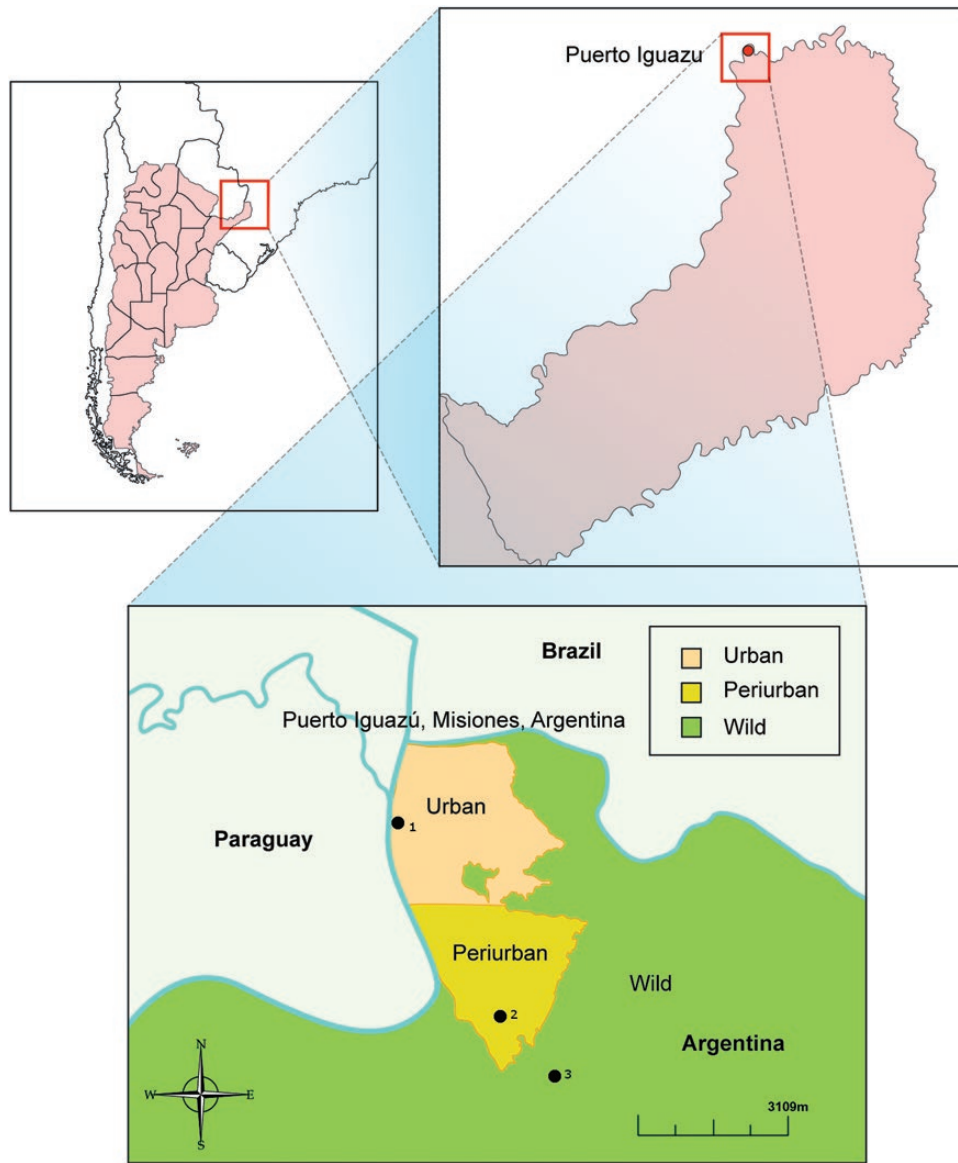 Puerto Iguazu
Brazil
Urban
Periurban
Wild
Puerto Iguazú, Misiones, Argentina
Urban
1
Paraguay
Periurban
Wild
2
Argentina
3
N
W E
S
3109m